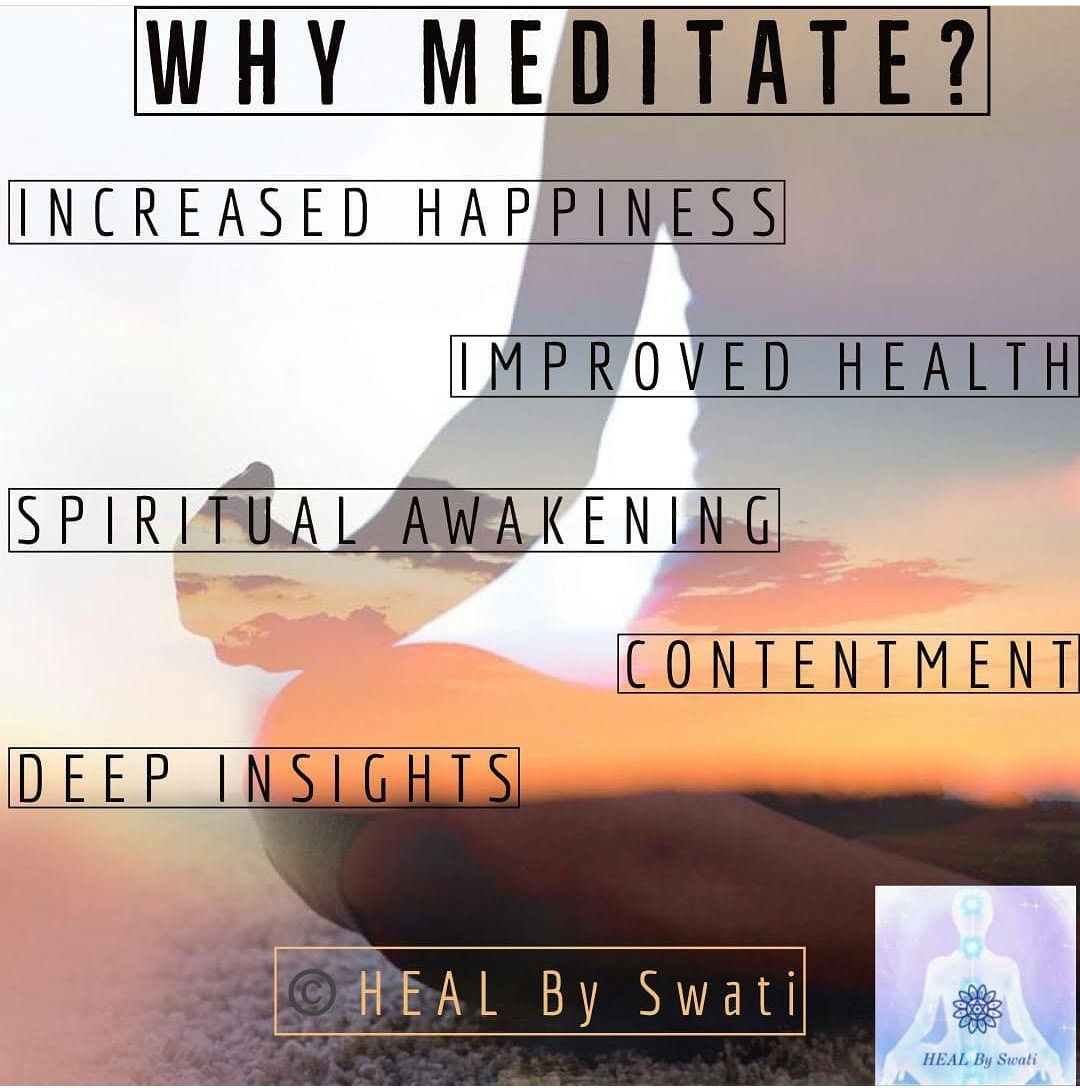 WHY MEDITATE?
INCREASED HAPPINESS
IMPROVED HEALTH
SPIRITUAL AWAKENING
CONTENTMENT
DEEP INSIGHTS
© HEAL By Swati
HEAL By Swati